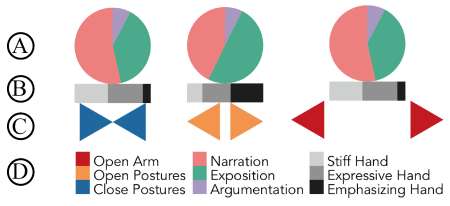 A
B
C
D
Open Arm Narration Stiff Hand
Open Postures Exposition Expressive Hand
Close Postures Argumentation Emphasizing Hand